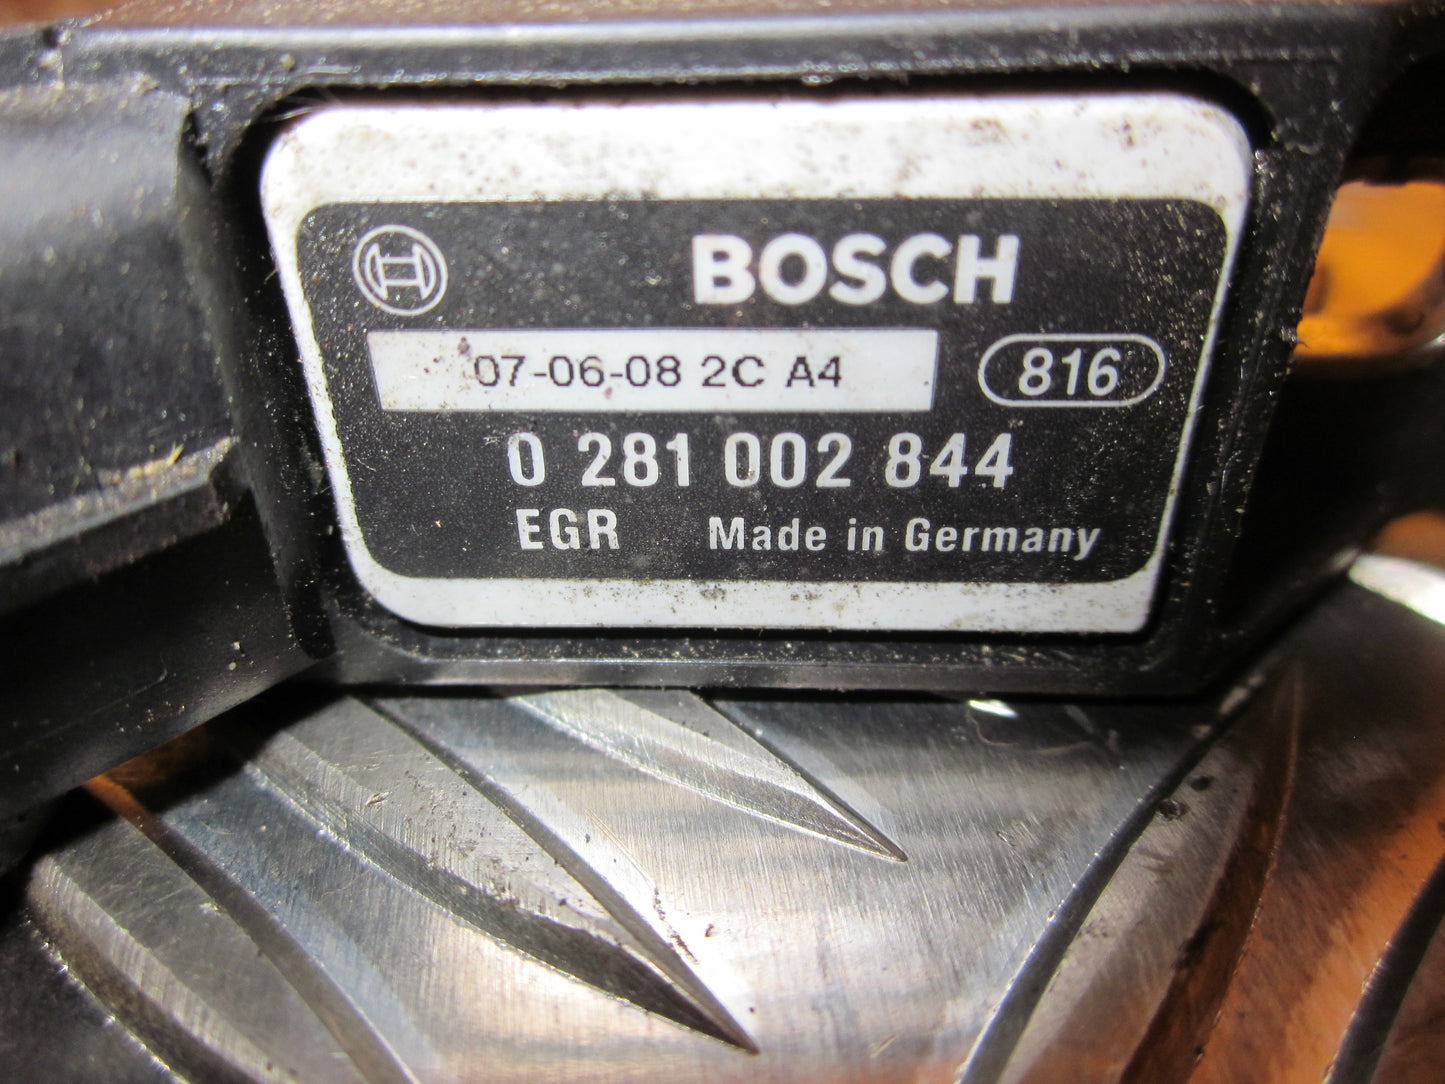 BOSCH
07-06-08 2C A4 816
0 281 002 844
EGR Made in Germany